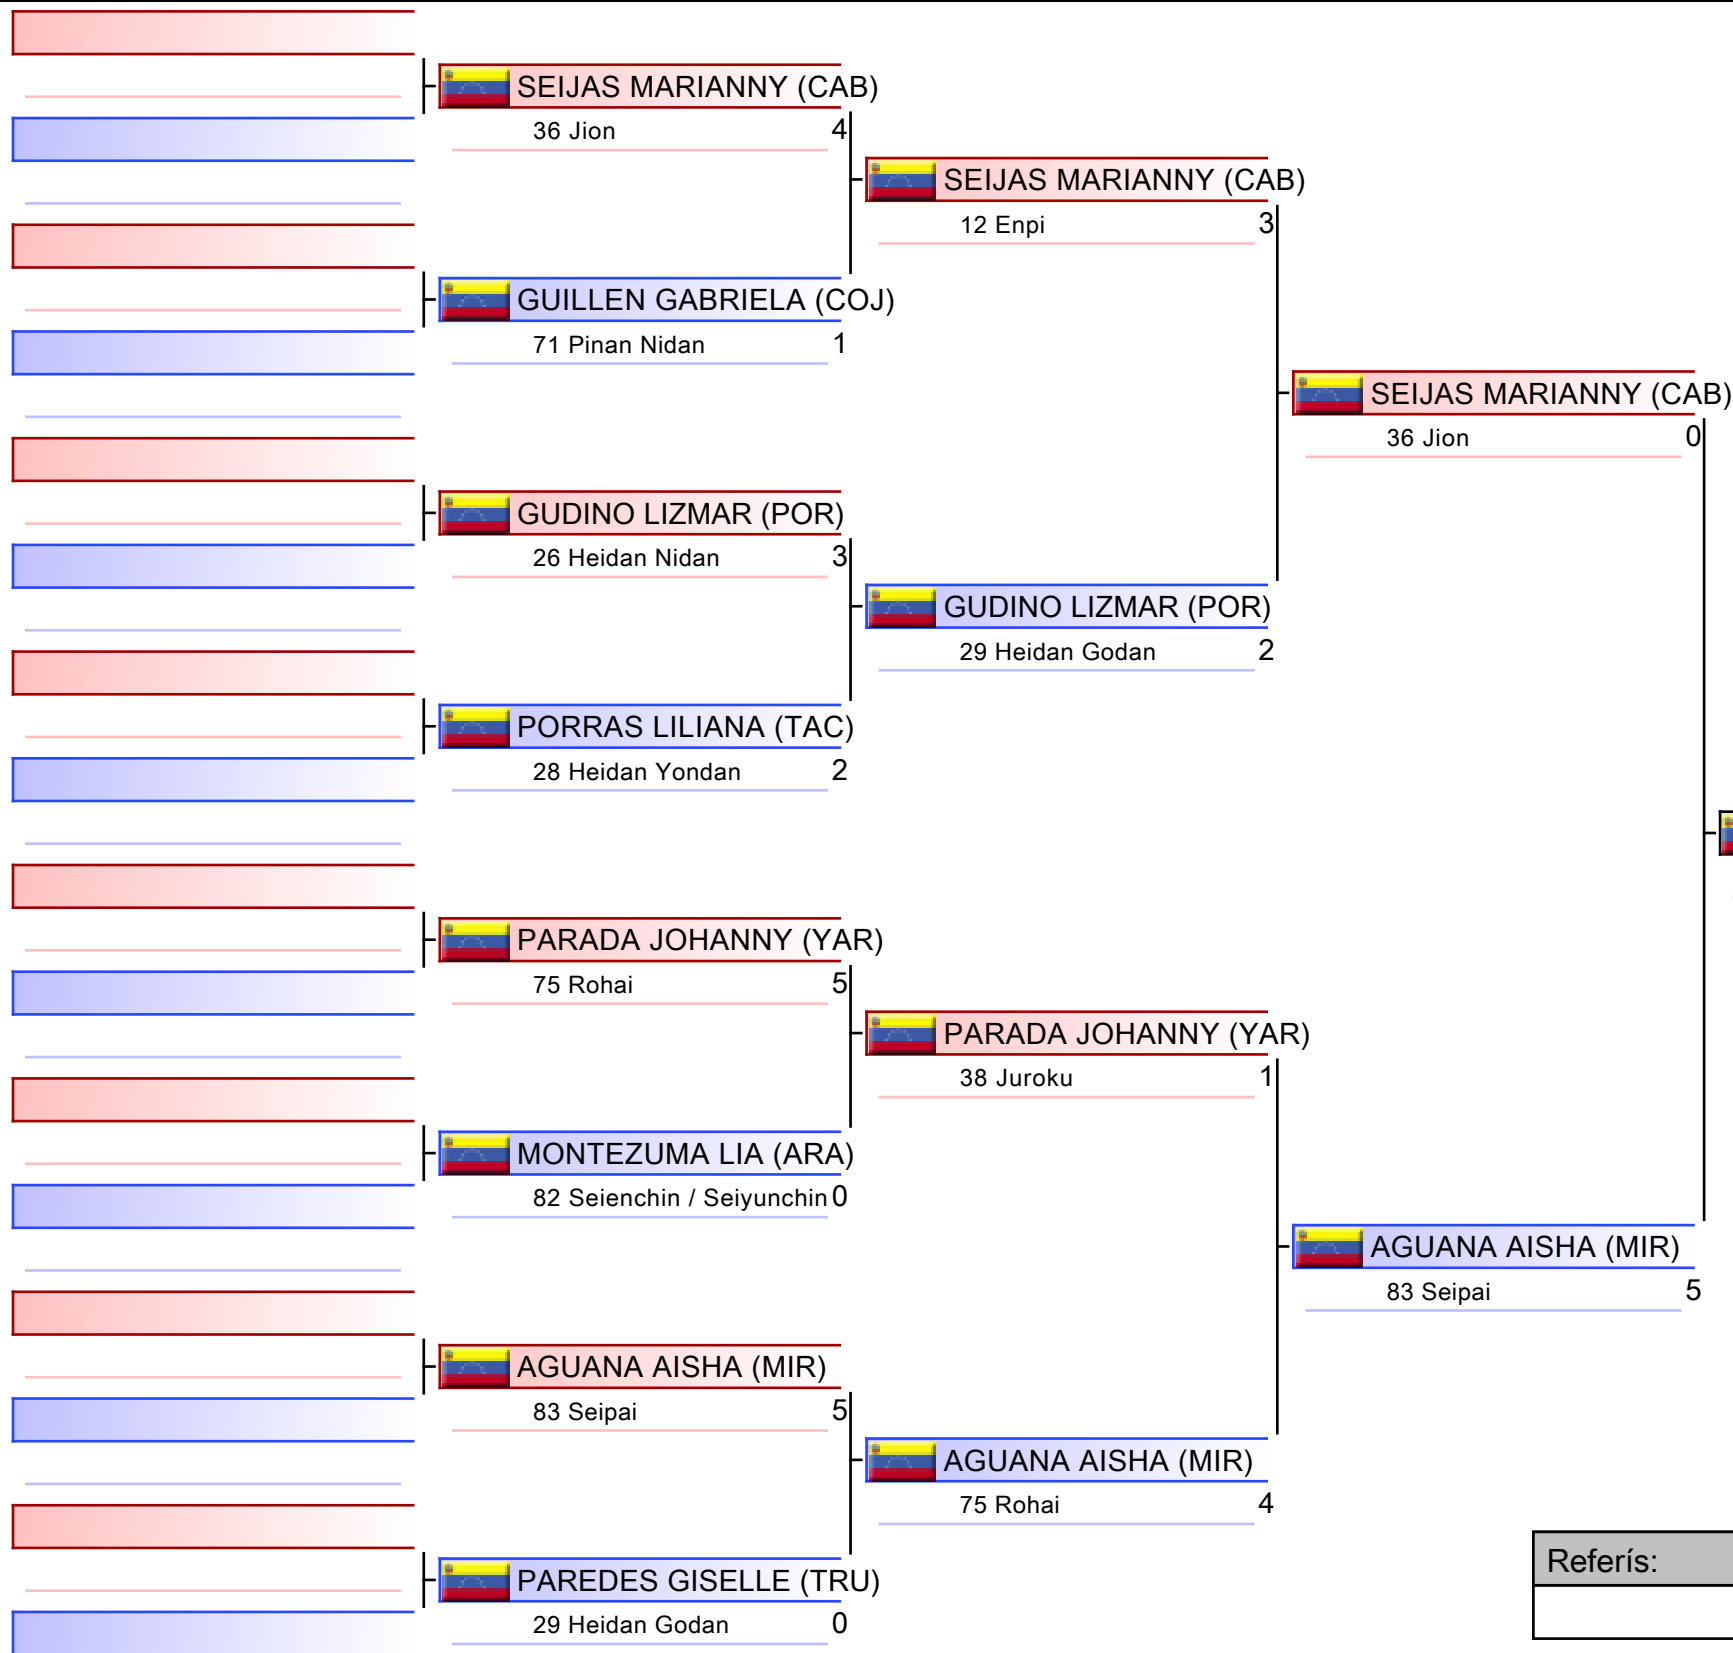 SEIJAS MARIANNY (CAB)
36 Jion 4
GUILLEN GABRIELA (COJ)
71 Pinan Nidan 1
GUDINO LIZMAR (POR)
26 Heidan Nidan 3
PORRAS LILIANA (TAC)
28 Heidan Yondan 2
PARADA JOHANNY (YAR)
75 Rohai 5
MONTEZUMA LIA (ARA)
82 Seienchin / Seiyunchin 0
AGUANA AISHA (MIR)
83 Seipai 5
PAREDES GISELLE (TRU)
29 Heidan Godan 0
SEIJAS MARIANNY (CAB)
12 Enpi 3
GUDINO LIZMAR (POR)
29 Heidan Godan 2
PARADA JOHANNY (YAR)
38 Juroku 1
AGUANA AISHA (MIR)
75 Rohai 4
SEIJAS MARIANNY (CAB)
36 Jion 0
AGUANA AISHA (MIR)
83 Seipai 5
Referís: